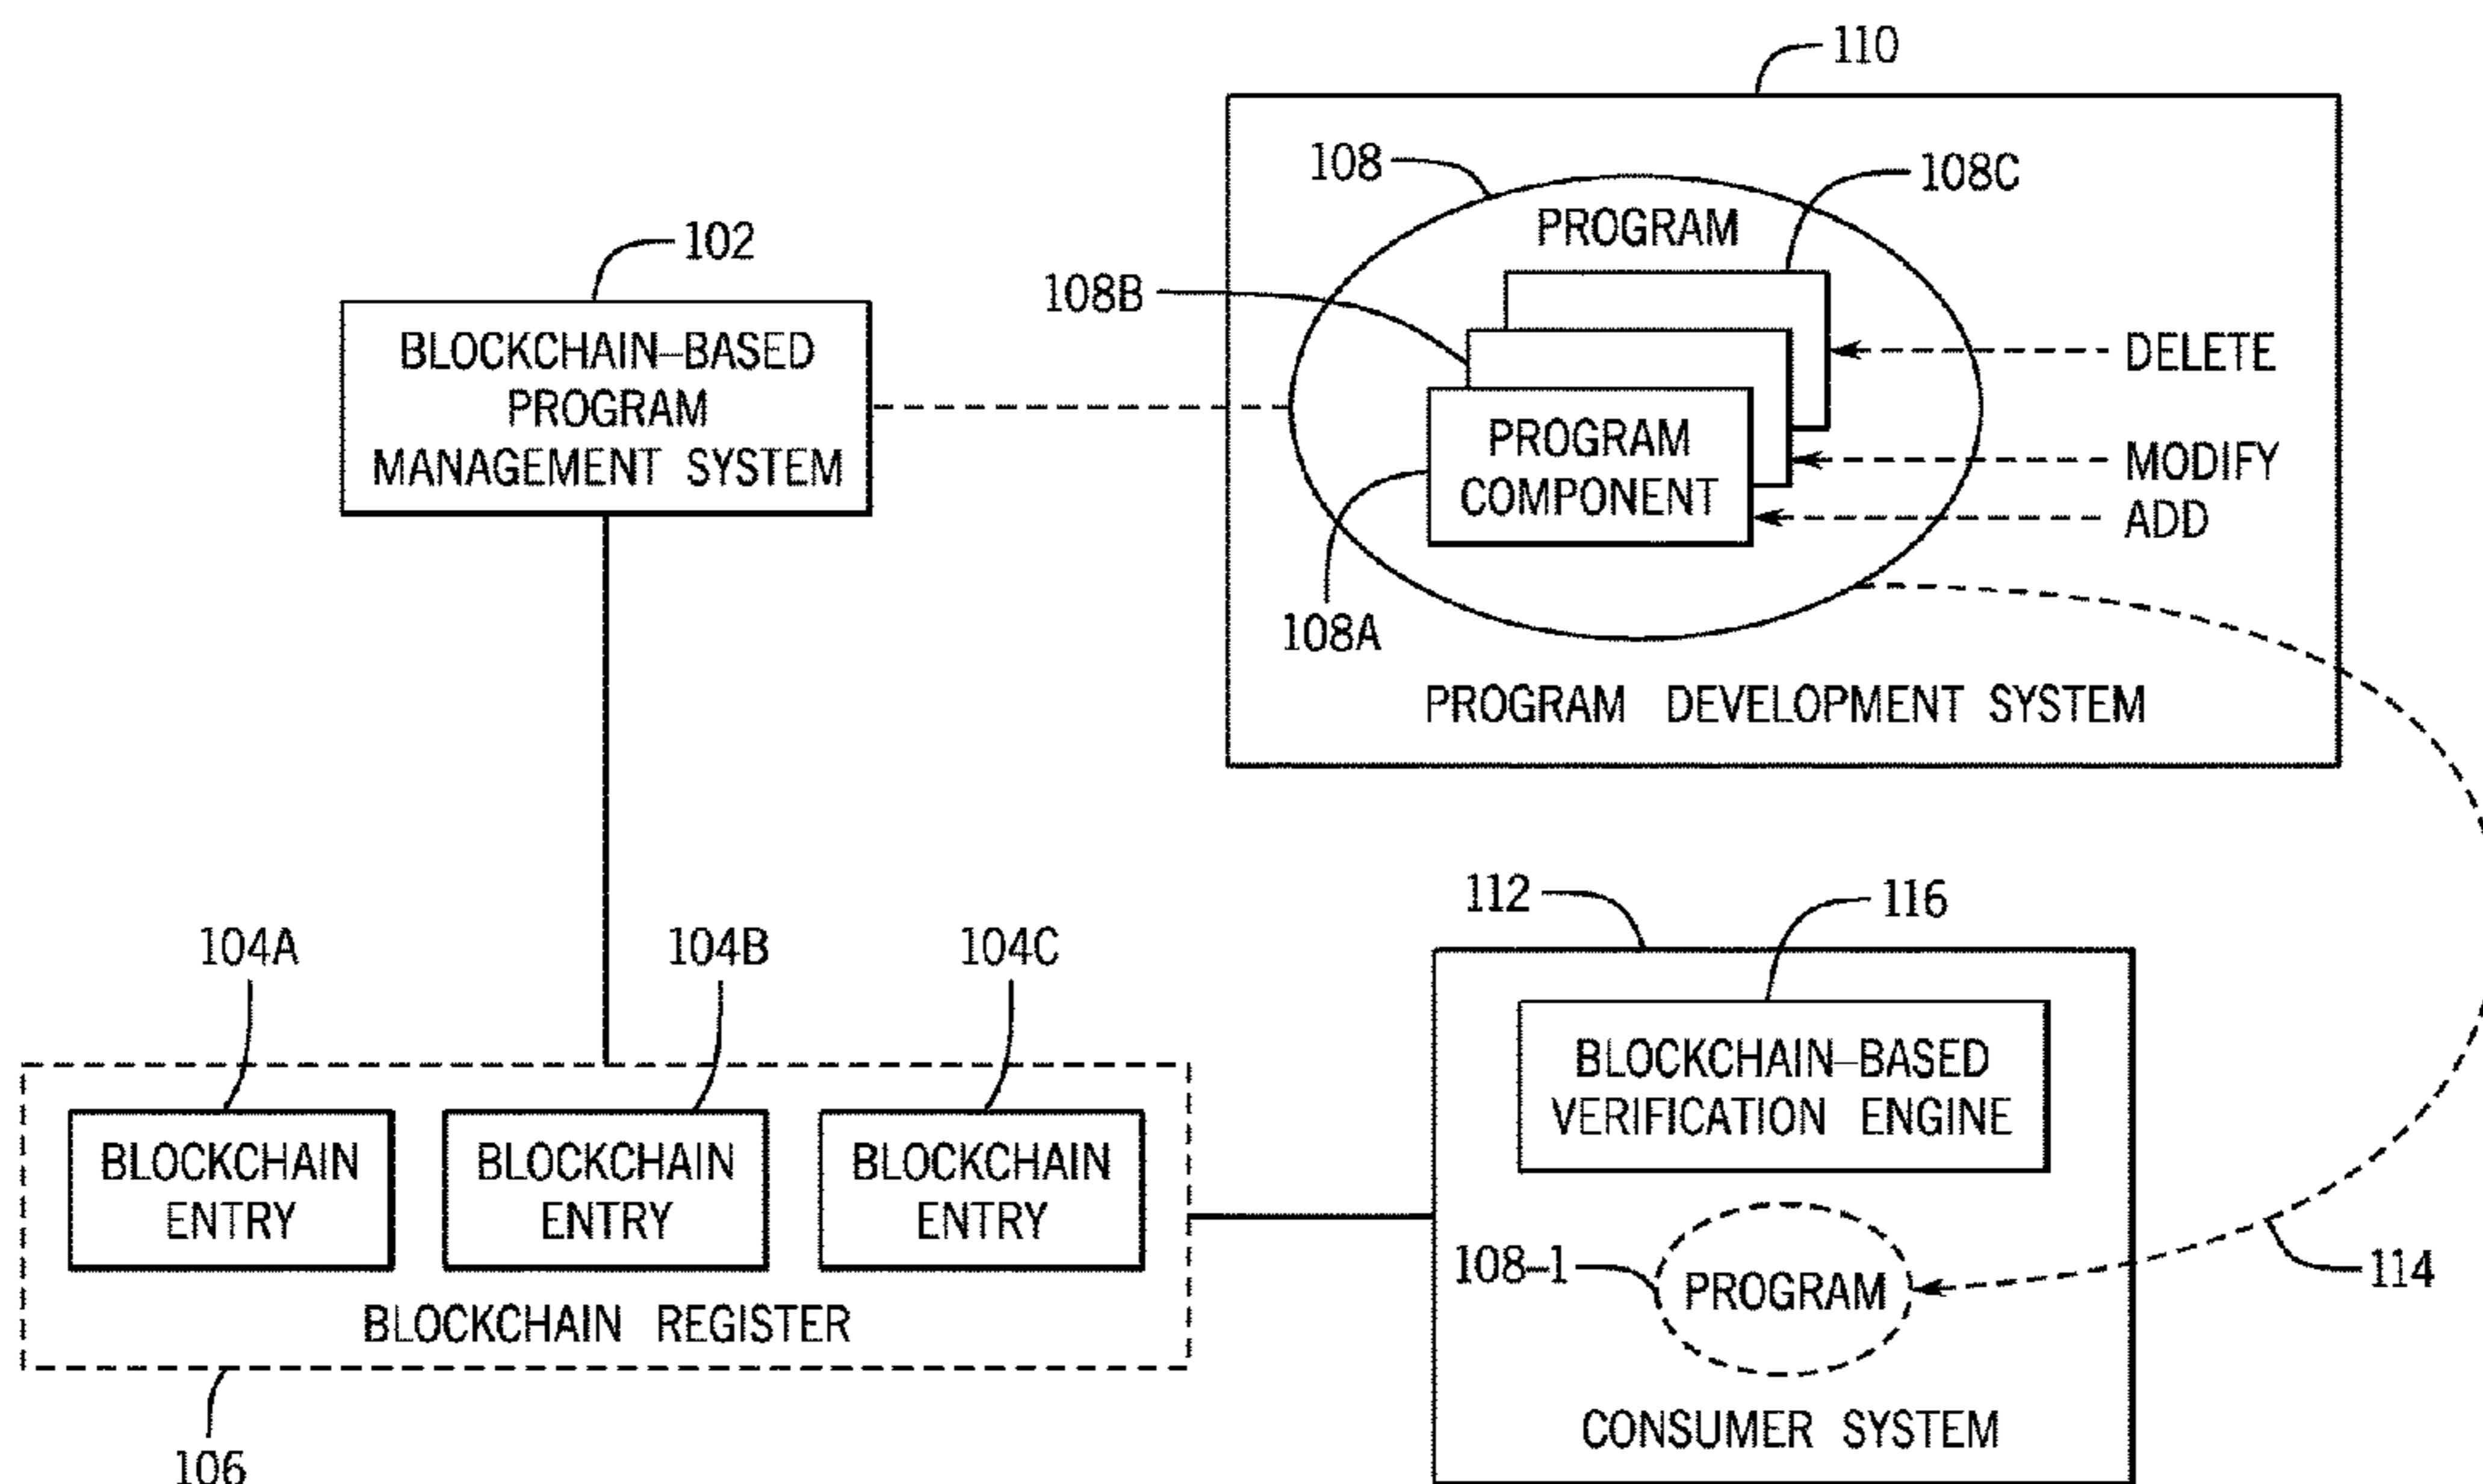 110
108
108C
PROGRAM
102
108B
BLOCKCHAIN-BASED
PROGRAM
MANAGEMENT SYSTEM
DELETE
PROGRAM
COMPONENT
MODIFY
ADD
108A
PROGRAM DEVELOPMENT SYSTEM
112
116
104A
104B
104C
BLOCKCHAIN-BASED
VERIFICATION ENGINE
BLOCKCHAIN
ENTRY
BLOCKCHAIN
ENTRY
BLOCKCHAIN
ENTRY
108-1
PROGRAM
114
BLOCKCHAIN REGISTER
CONSUMER SYSTEM
106